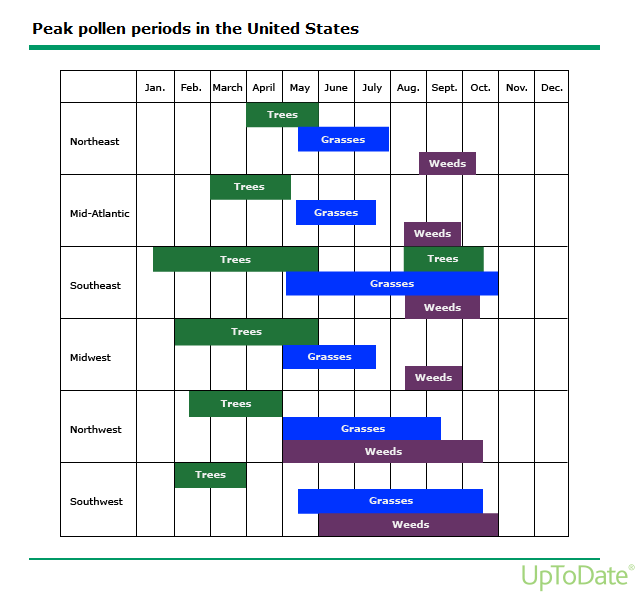 Peak pollen periods in the United States
Jan. Feb. March April May June July Aug. Sept. Oct. Nov. Dec.
Trees
Northeast
Grasses
Weeds
Trees
Mid-Atlantic
Grasses
Weeds
Trees Trees
Southeast
Grasses
Weeds
Trees
Midwest
Grasses
Weeds
Trees
Northwest
Grasses
Weeds
Trees
Southwest
Grasses
Weeds
UpToDate®